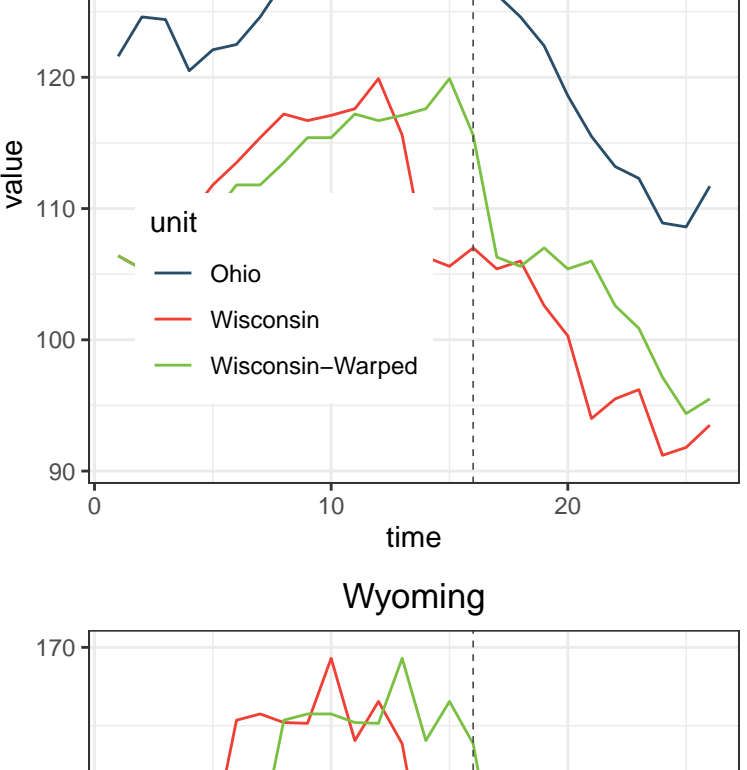 120
110
100
90
value
unit
Ohio
Wisconsin
Wisconsin−Warped
0
10
20
time
Wyoming
170